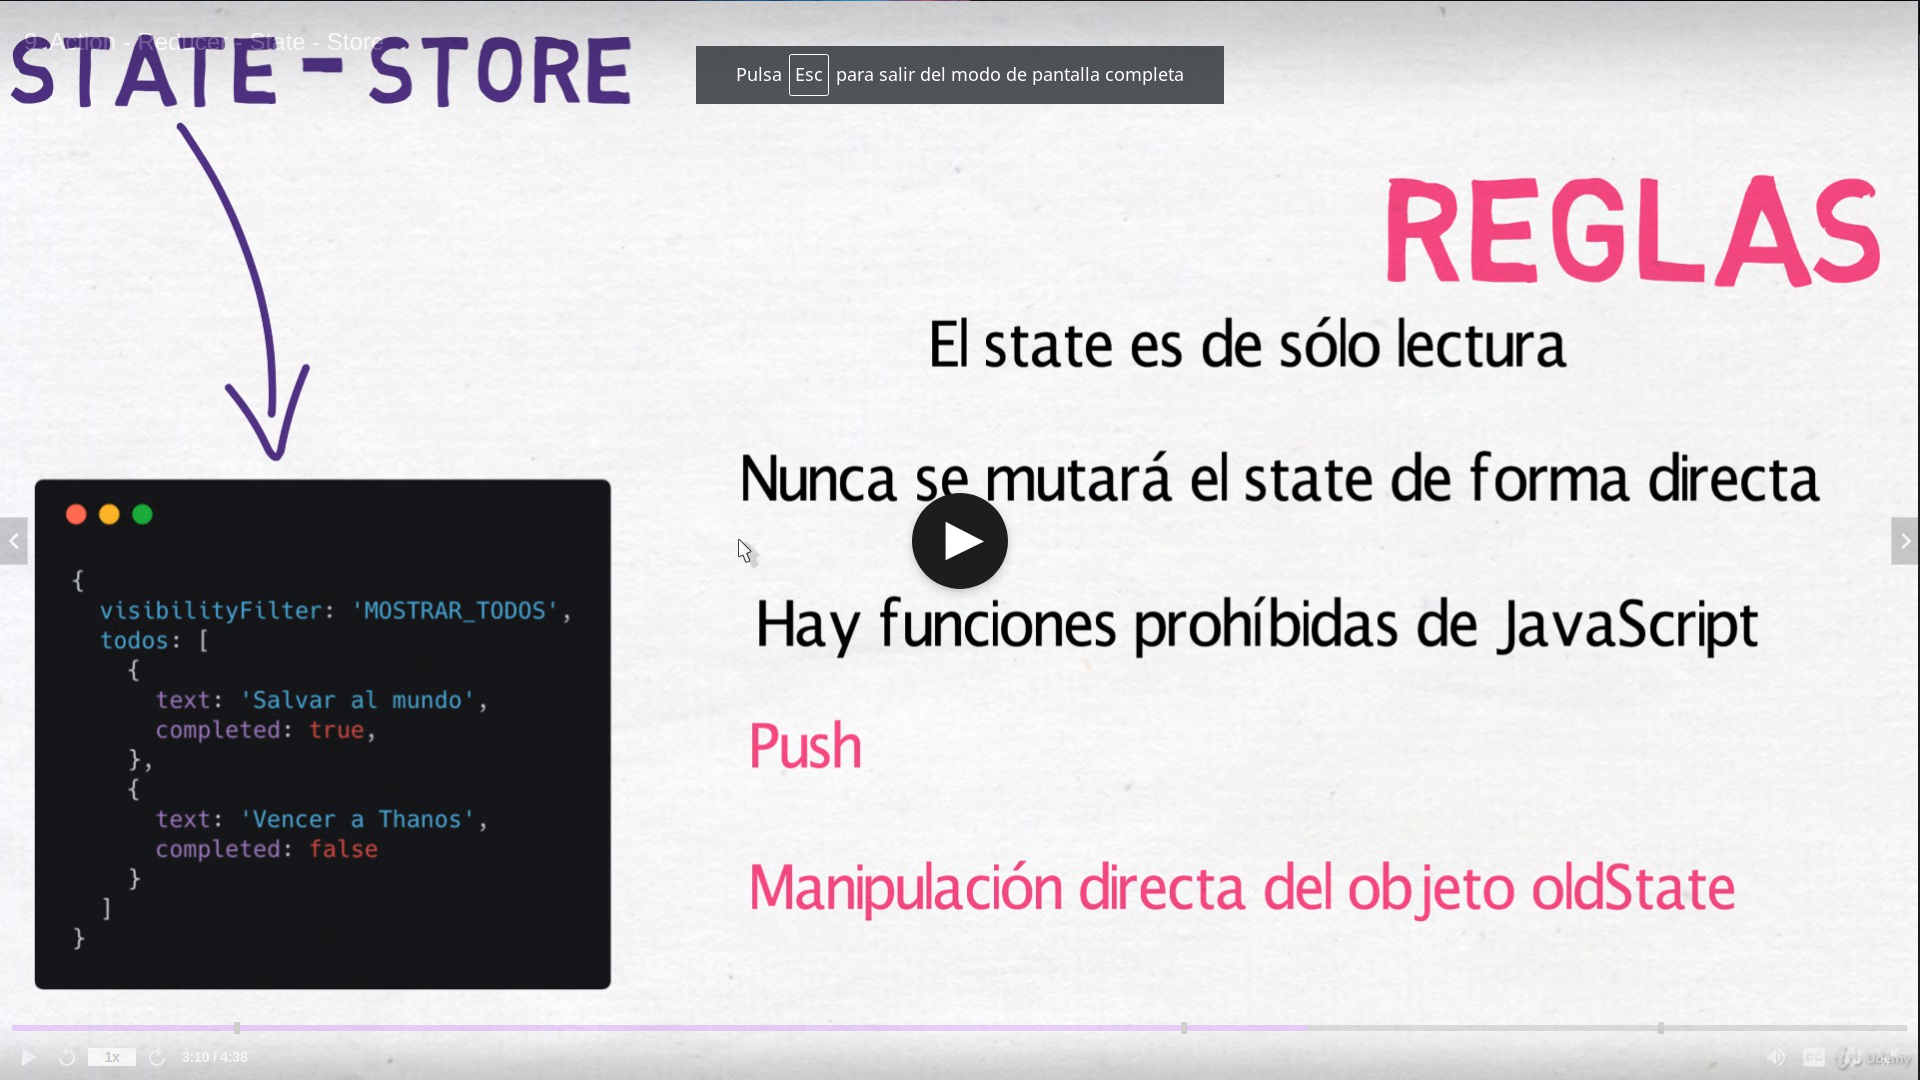 9. Action - Reducer - State - Store
STATE - STORE
Pulsa Esc para salir del modo de pantalla completa
REGLAS
El state es de sólo lectura
Nunca se mutará el state de forma directa
Hay funciones prohíbidas de JavaScript
Push
Manipulación directa del objeto oldState
{
visibilityFilter: 'MOSTRAR_TODOS',
todos: [
{
text: 'Salvar al mundo',
completed: true,
},
{
text: 'Vencer a Thanos',
completed: false
}
]
}
1x
3:10 / 4:38
CC
Udemy